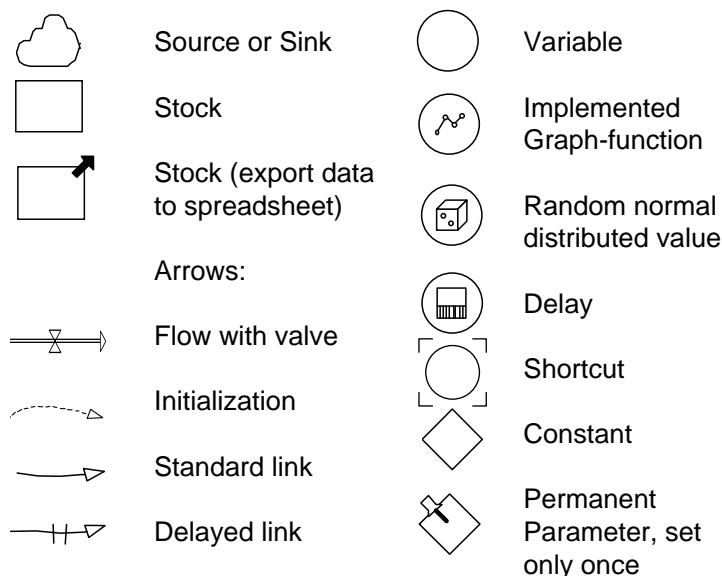 Source or Sink
Stock
Stock (export data
to spreadsheet)
Arrows:
Flow with valve
Initialization
Standard link
Delayed link
Variable
Implemented
Graph-function
Random normal
distributed value
Delay
Shortcut
Constant
Permanent
Parameter, set
only once